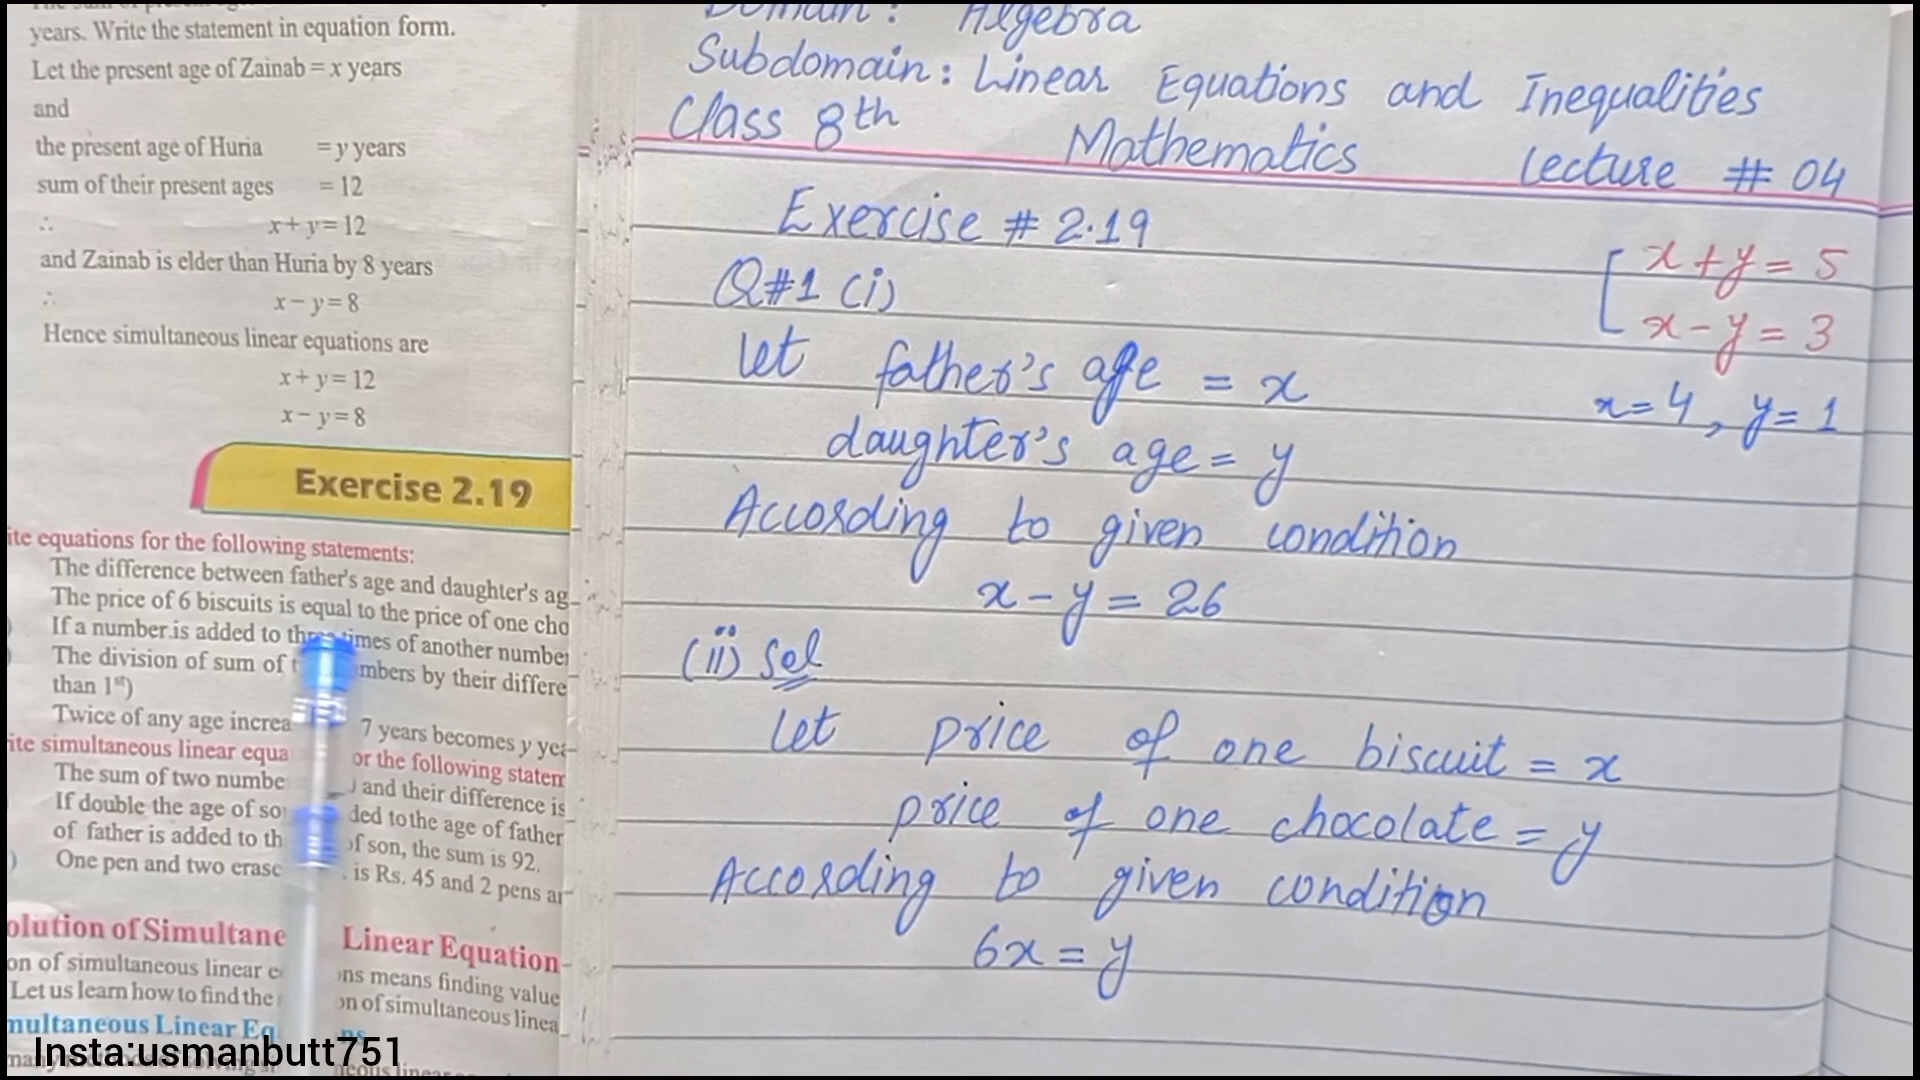 years. Write the statement in equation form.
Let the present age of Zainab = x years
and
the present age of Huria = y years
sum of their present ages = 12
∴ x + y = 12
and Zainab is elder than Huria by 8 years
∴ x − y = 8
Hence simultaneous linear equations are
x + y = 12
x − y = 8
Exercise 2.19
ite equations for the following statements:
The difference between father's age and daughter's ag
The price of 6 biscuits is equal to the price of one cho
If a number is added to three times of another number
The division of sum of t mbers by their differe
than 1st)
Twice of any age increa 7 years becomes y yea
ite simultaneous linear equa or the following statem
The sum of two numbe and their difference is
If double the age of so ded to the age of father
of father is added to th of son, the sum is 92.
One pen and two erase is Rs. 45 and 2 pens a
olution of Simultane Linear Equation
on of simultaneous linear e ns means finding value
Let us learn how to find the on of simultaneous linea
multaneous Linear Eq ns
Insta:usmanbutt751
Domain: Algebra
Subdomain: Linear Equations and Inequalities
Class 8th Mathematics Lecture # 04
Exercise # 2.19
Q#1 (i)
let father's age = x
daughter's age = y
According to given condition
x - y = 26
(ii) Sol
Let price of one biscuit = x
price of one chocolate = y
According to given condition
6x = y
x + y = 5
x - y = 3
x = 4, y = 1